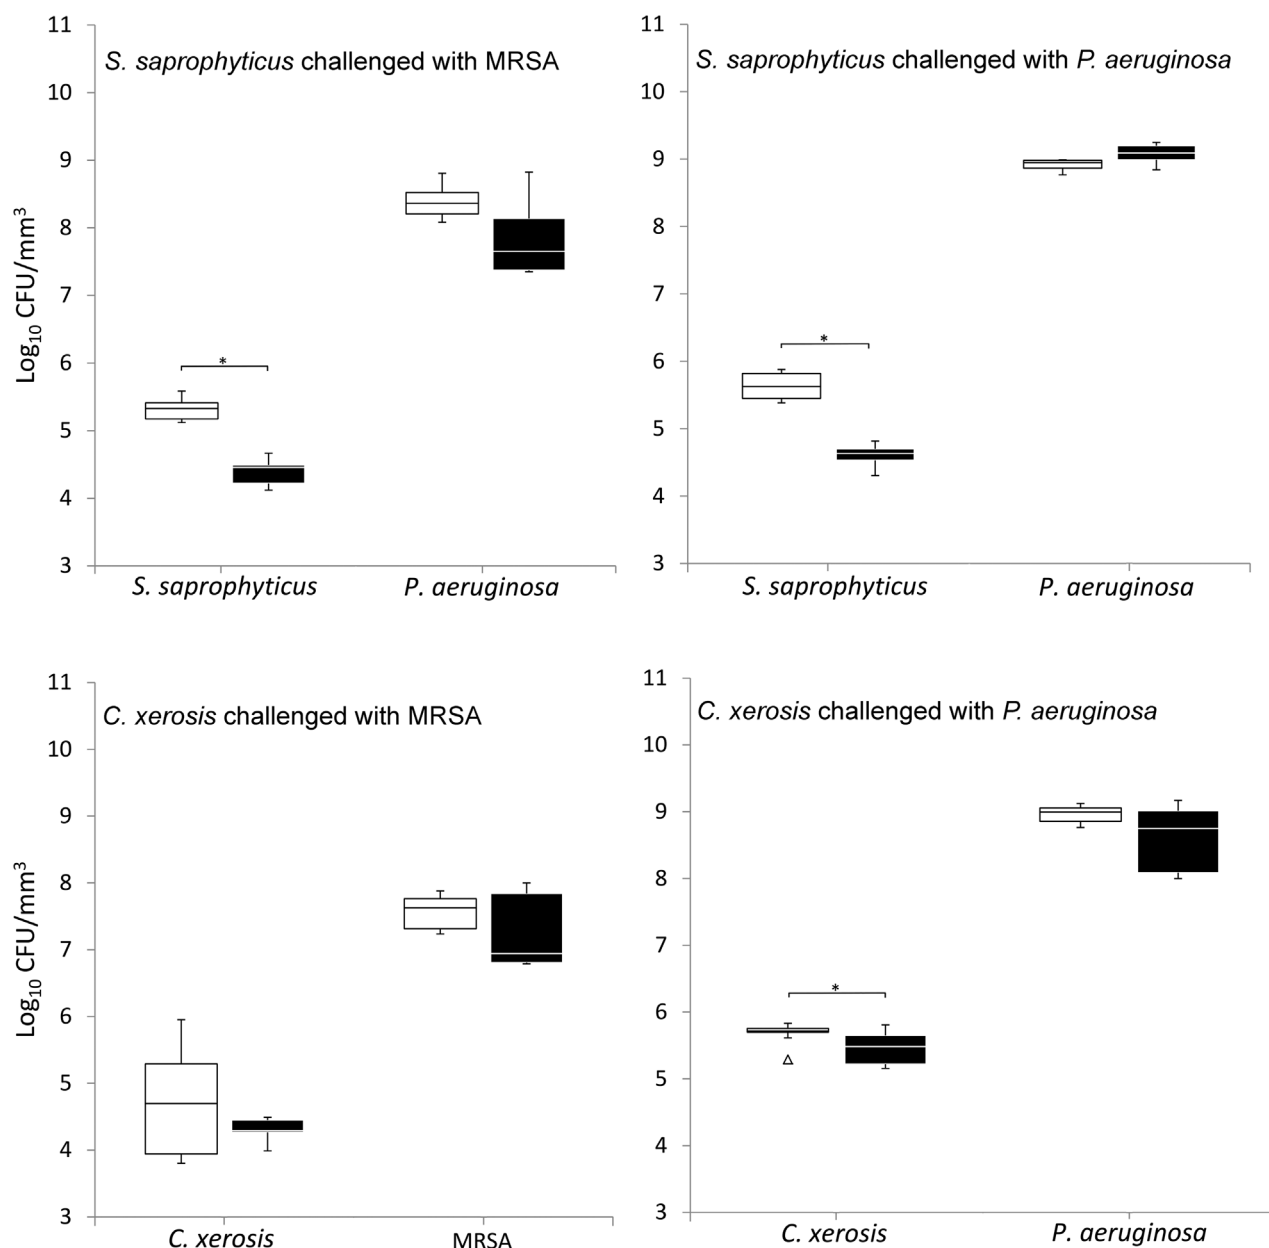 S. saprophyticus challenged with MRSA
11
10
9
8
7
6
5
4
3
Log10 CFU/mm3
*
S. saprophyticus
P. aeruginosa
S. saprophyticus challenged with P. aeruginosa
11
10
9
8
7
6
5
4
3
*
S. saprophyticus
P. aeruginosa
C. xerosis challenged with MRSA
11
10
9
8
7
6
5
4
3
Log10 CFU/mm3
C. xerosis
MRSA
C. xerosis challenged with P. aeruginosa
11
10
9
8
7
6
5
4
3
*
C. xerosis
P. aeruginosa